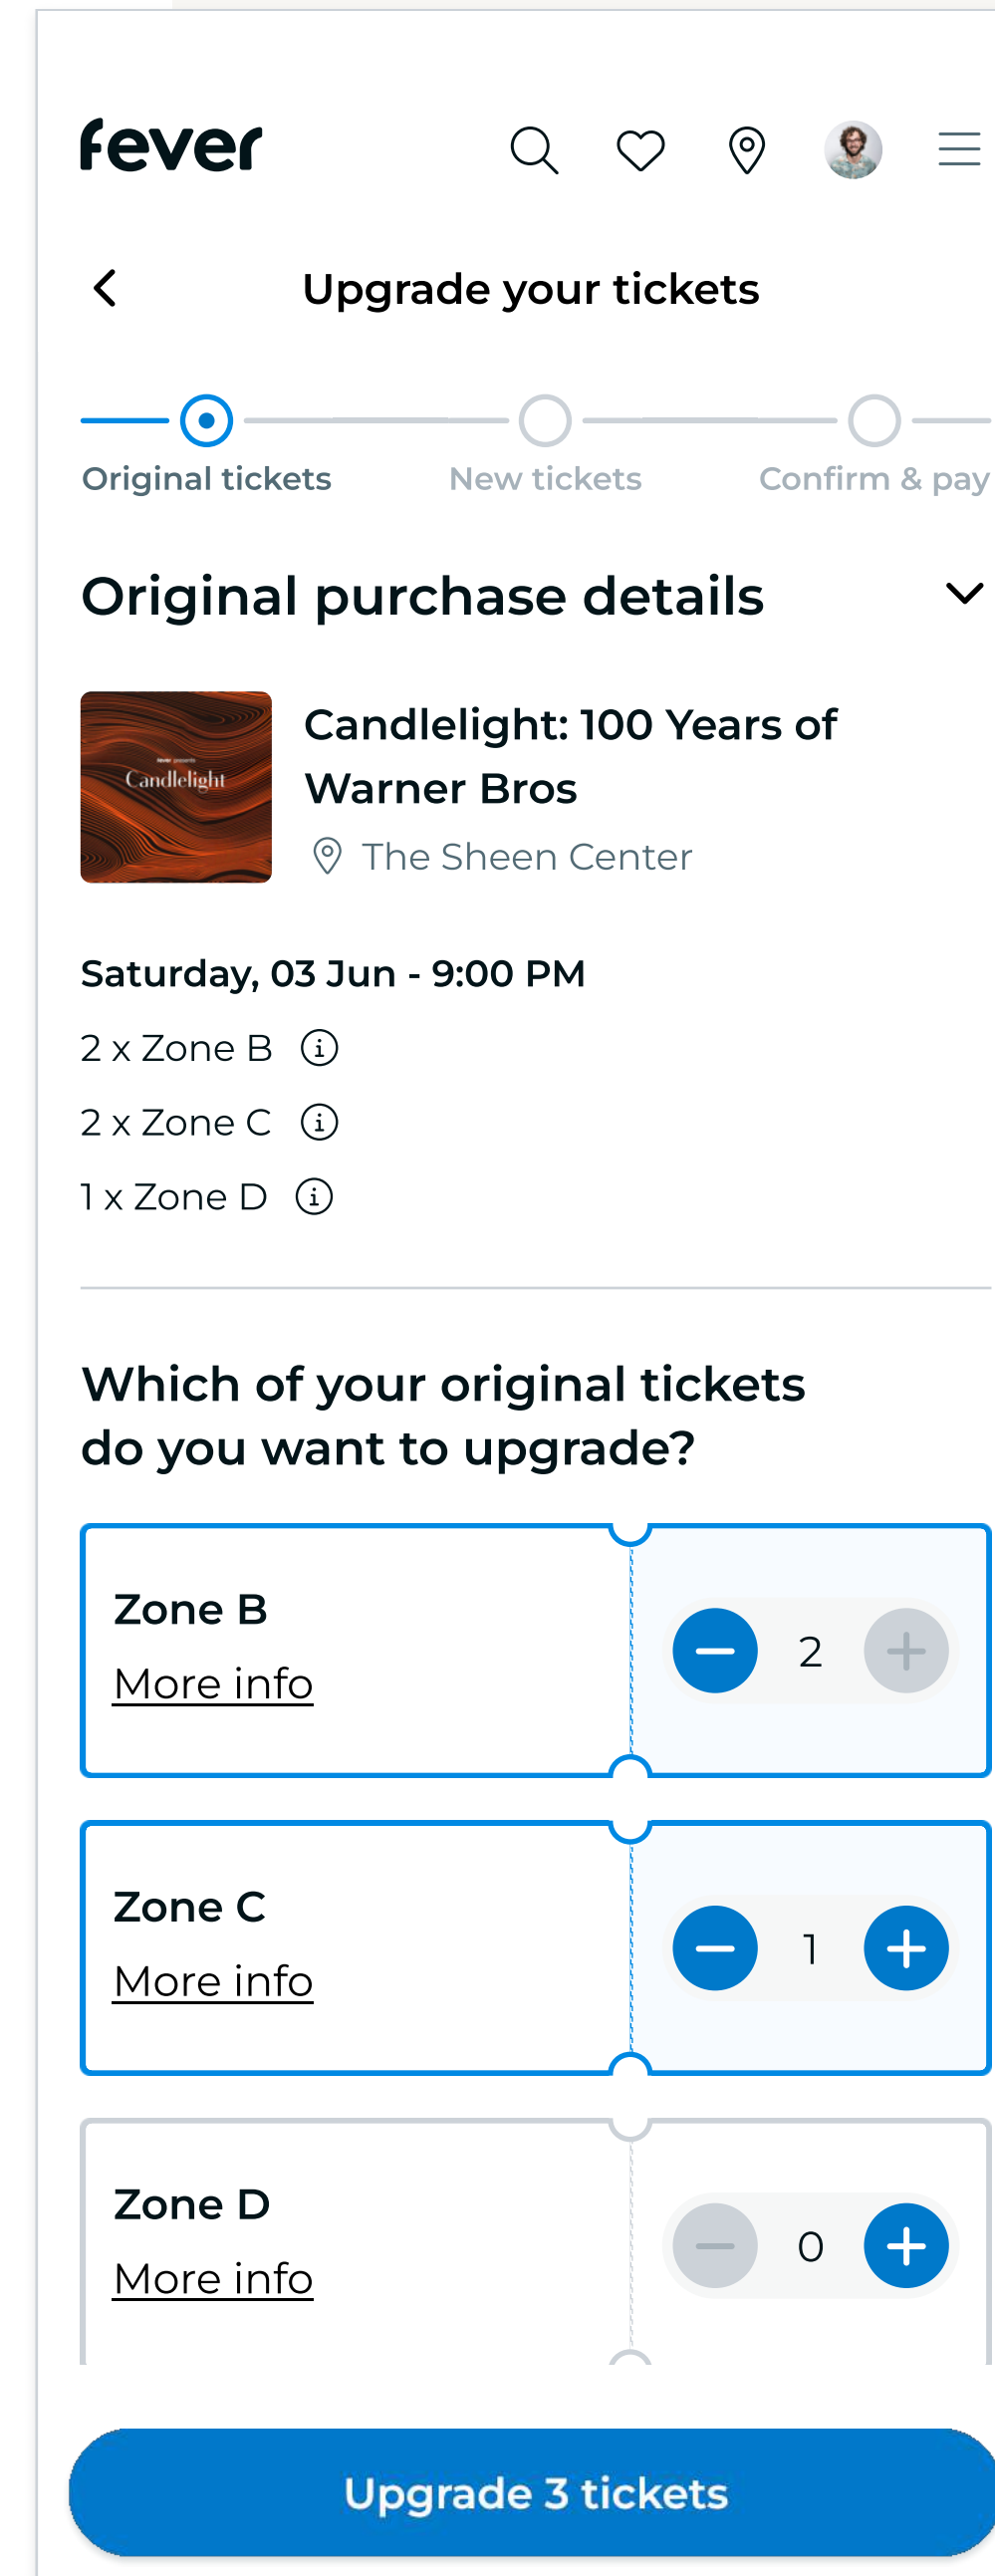 fever
Upgrade your tickets
Original tickets
New tickets
Confirm & pay
Original purchase details
fever presents
Candlelight
Candlelight: 100 Years of
Warner Bros
The Sheen Center
Saturday, 03 Jun - 9:00 PM
2 x Zone B
2 x Zone C
1 x Zone D
Which of your original tickets
do you want to upgrade?
Zone B
More info
2
Zone C
More info
1
Zone D
More info
0
Upgrade 3 tickets